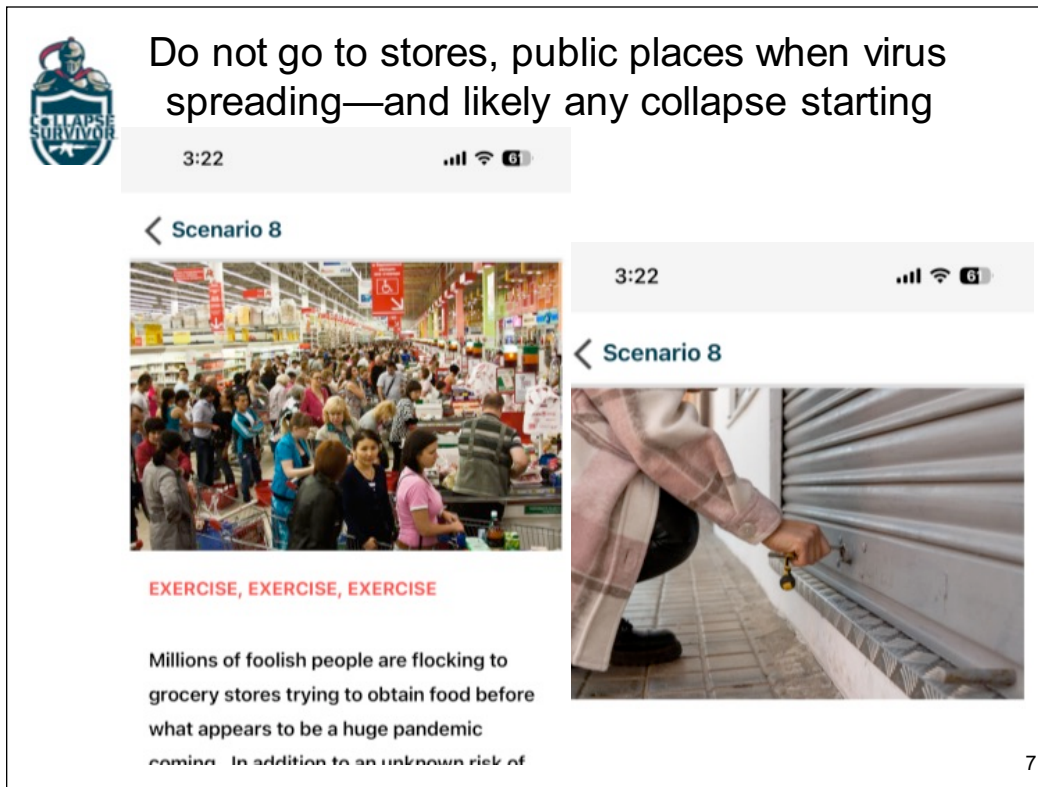 Do not go to stores, public places when virus
spreading—and likely any collapse starting
COLLAPSE
SURVIVOR
3:22
61
Scenario 8
EXERCISE, EXERCISE, EXERCISE
Millions of foolish people are flocking to
grocery stores trying to obtain food before
what appears to be a huge pandemic
coming. In addition to an unknown risk of
3:22
61
Scenario 8
7